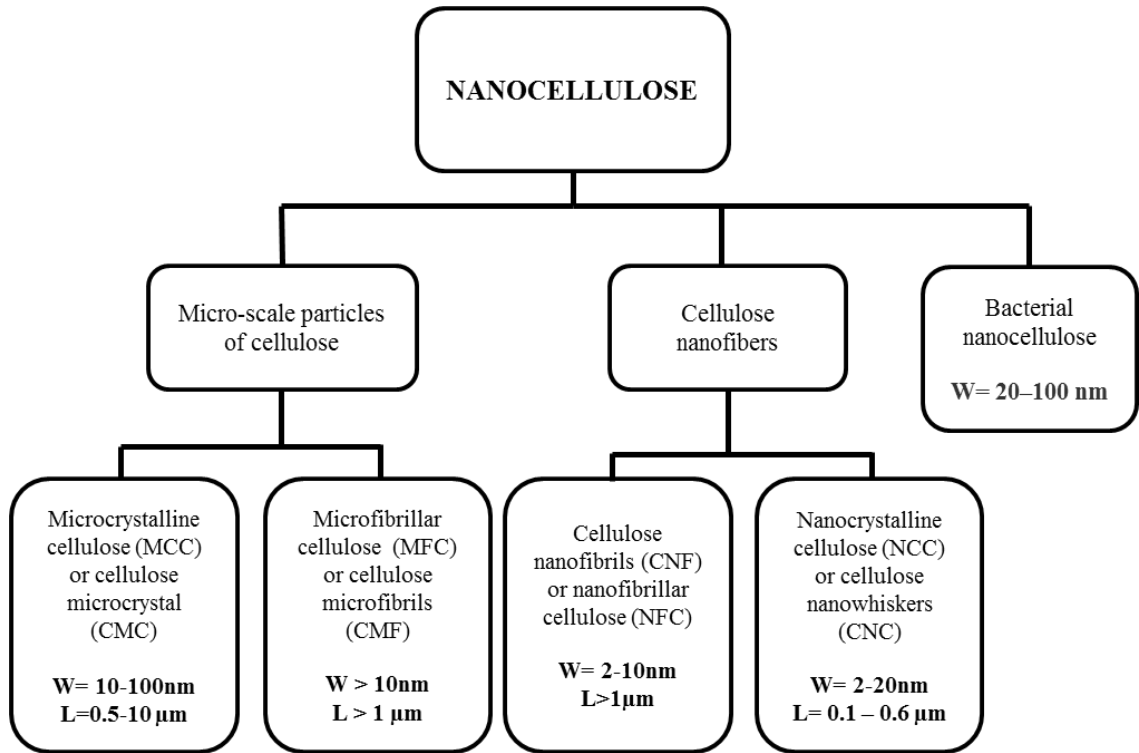 NANOCELLULOSE
Micro-scale particles
of cellulose
Cellulose
nanofibers
Bacterial
nanocellulose
W= 20–100 nm
Microcrystalline
cellulose (MCC)
or cellulose
microcrystal
(CMC)
W= 10-100nm
L=0.5-10 μm
Microfibrillar
cellulose (MFC)
or cellulose
microfibrils
(CMF)
W > 10nm
L > 1 μm
Cellulose
nanofibrils (CNF)
or nanofibrillar
cellulose (NFC)
W= 2-10nm
L>1μm
Nanocrystalline
cellulose (NCC)
or cellulose
nanowhiskers
(CNC)
W= 2-20nm
L= 0.1 – 0.6 μm